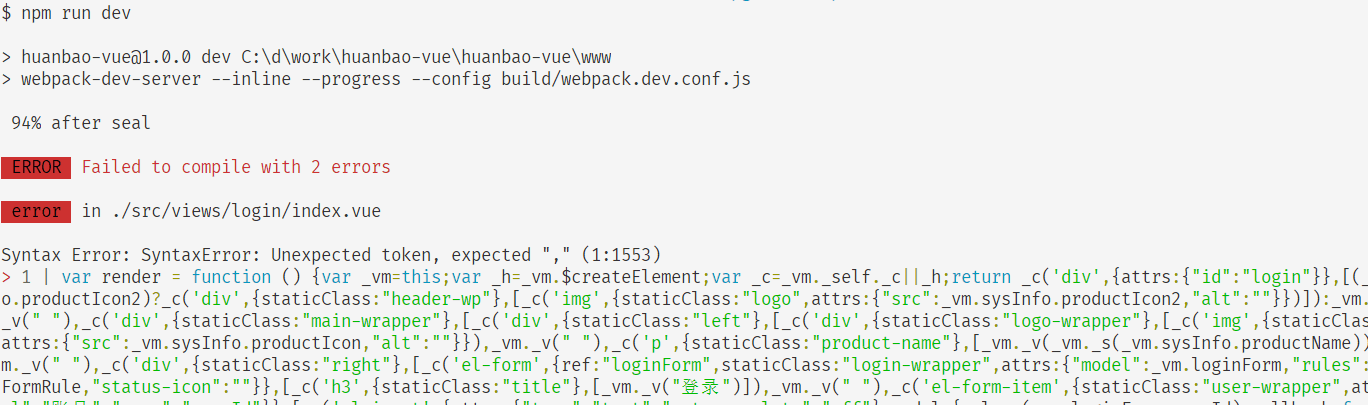 $ npm run dev
> huanbao-vue@1.0.0 dev C:\d\work\huanbao-vue\huanbao-vue\www
> webpack-dev-server --inline --progress --config build/webpack.dev.conf.js
94% after seal
ERROR Failed to compile with 2 errors
error in ./src/views/login/index.vue
Syntax Error: SyntaxError: Unexpected token, expected "," (1:1553)
> 1 | var render = function () {var _vm=this;var _h=_vm.$createElement;var _c=_vm._self._c||_h;return _c('div',{attrs:{"id":"login"}},[(_
o.productIcon2)?_c('div',{staticClass:"header-wp"},[_c('img',{staticClass:"logo",attrs:{"src":_vm.sysInfo.productIcon2,"alt":""}})]):_vm.
_v(" "),_c('div',{staticClass:"main-wrapper"},[_c('div',{staticClass:"left"},[_c('div',{staticClass:"logo-wrapper"},[_c('img',{staticClas
attrs:{"src":_vm.sysInfo.productIcon,"alt":""}}),_vm._v(" "),_c('p',{staticClass:"product-name"},[_vm._v(_vm._s(_vm.sysInfo.productName))
m._v(" "),_c('div',{staticClass:"right"},[_c('el-form',{ref:"loginForm",staticClass:"login-wrapper",attrs:{"model":_vm.loginForm,"rules":
FormRule,"status-icon":""}},[_c('h3',{staticClass:"title"},[_vm._v("登录")]),_vm._v(" "),_c('el-form-item',{staticClass:"user-wrapper",at